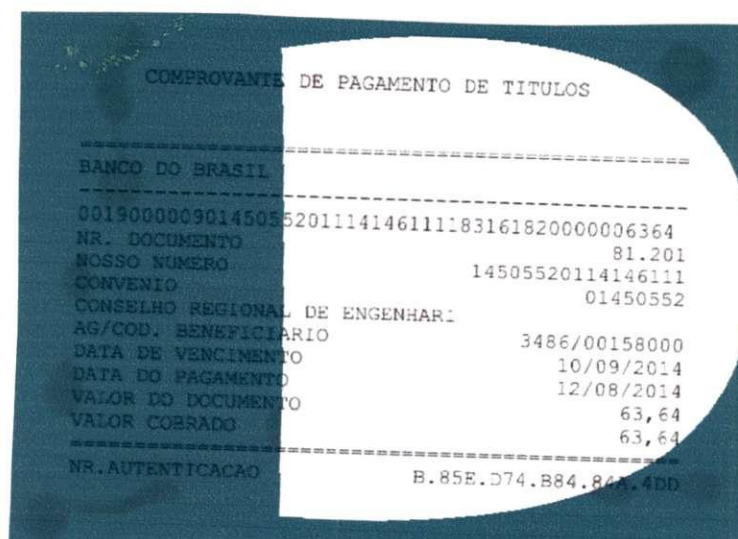 COMPROVANTE DE PAGAMENTO DE TITULOS
================================================
BANCO DO BRASIL
------------------------------------------------
00190000090145055201114146111183161820000006364
NR. DOCUMENTO 81.201
NOSSO NUMERO 14505520114146111
CONVENIO 01450552
CONSELHO REGIONAL DE ENGENHARI
AG/COD. BENEFICIARIO 3486/00158000
DATA DE VENCIMENTO 10/09/2014
DATA DO PAGAMENTO 12/08/2014
VALOR DO DOCUMENTO 63,64
VALOR COBRADO 63,64
================================================
NR.AUTENTICACAO B.85E.D74.B84.84A.4DD